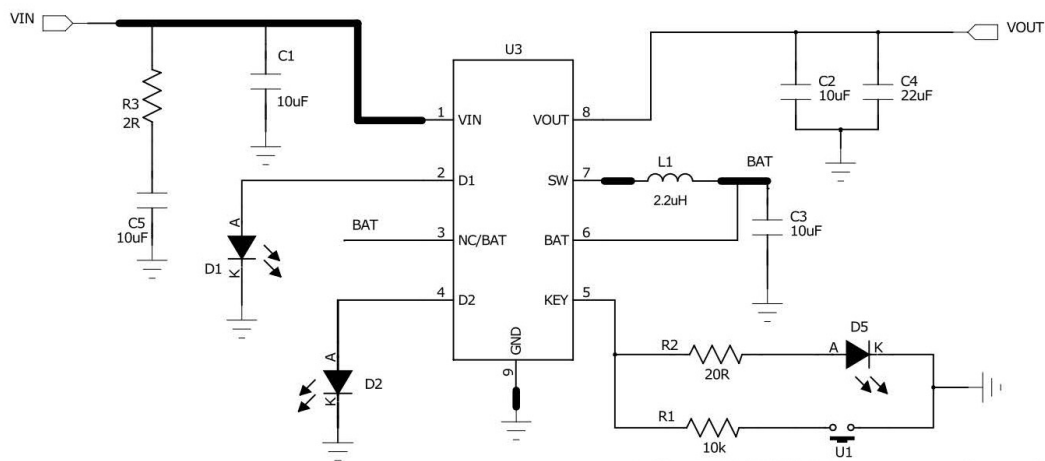 VIN
VOUT
U3
C1
10uF
R3
2R
C2
10uF
C4
22uF
1
VIN
VOUT
8
2
D1
SW
7
L1
2.2uH
BAT
C5
10uF
A
K
D1
BAT
3
NC/BAT
BAT
6
C3
10uF
4
D2
KEY
5
GND
9
A
K
D2
R2
20R
A
D5
K
R1
10k
U1